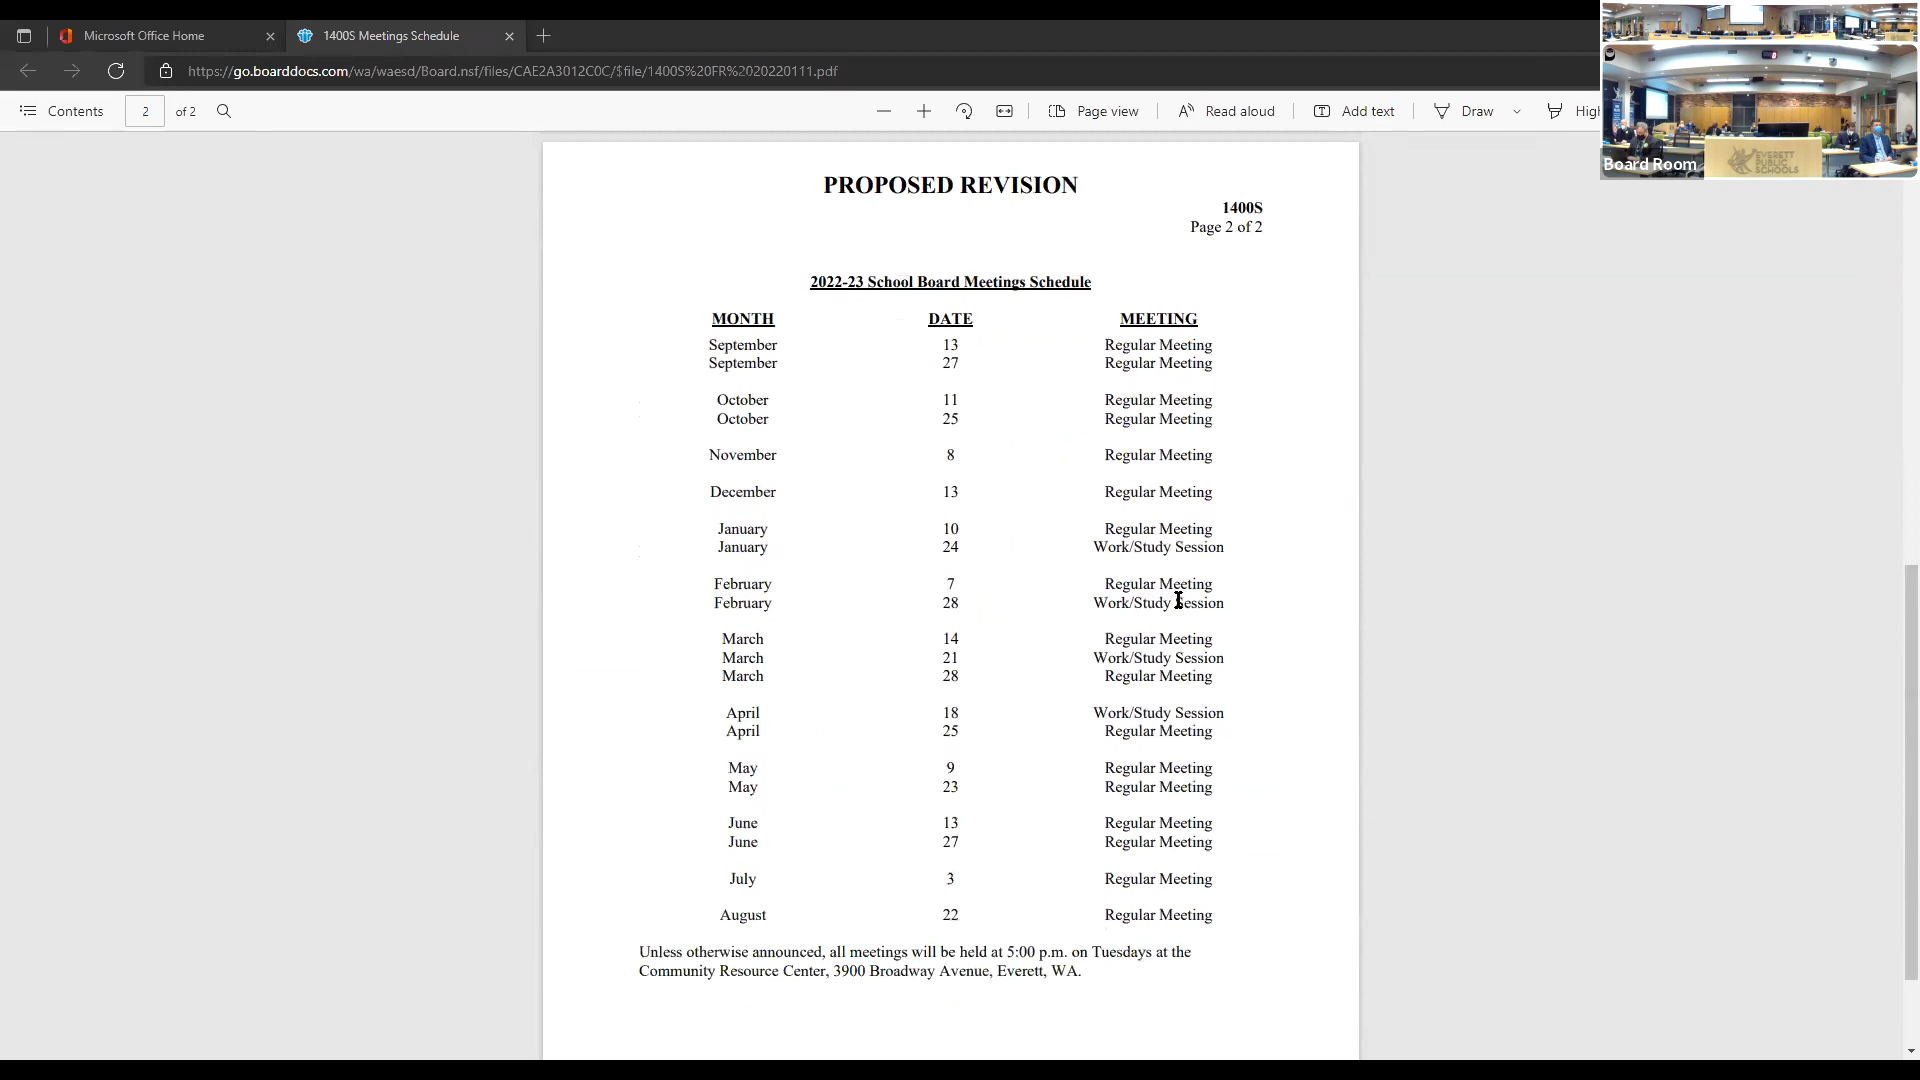 Microsoft Office Home
1400S Meetings Schedule
https://go.boarddocs.com/wa/waesd/Board.nsf/files/CAE2A3012C0C/$file/1400S%20FR%2020220111.pdf
Contents 2 of 2 Page view Read aloud Add text Draw High
Board Room
EVERETT
PUBLIC
SCHOOLS
PROPOSED REVISION
1400S
Page 2 of 2
2022-23 School Board Meetings Schedule
MONTH DATE MEETING
September 13 Regular Meeting
September 27 Regular Meeting
October 11 Regular Meeting
October 25 Regular Meeting
November 8 Regular Meeting
December 13 Regular Meeting
January 10 Regular Meeting
January 24 Work/Study Session
February 7 Regular Meeting
February 28 Work/Study Session
March 14 Regular Meeting
March 21 Work/Study Session
March 28 Regular Meeting
April 18 Work/Study Session
April 25 Regular Meeting
May 9 Regular Meeting
May 23 Regular Meeting
June 13 Regular Meeting
June 27 Regular Meeting
July 3 Regular Meeting
August 22 Regular Meeting
Unless otherwise announced, all meetings will be held at 5:00 p.m. on Tuesdays at the
Community Resource Center, 3900 Broadway Avenue, Everett, WA.